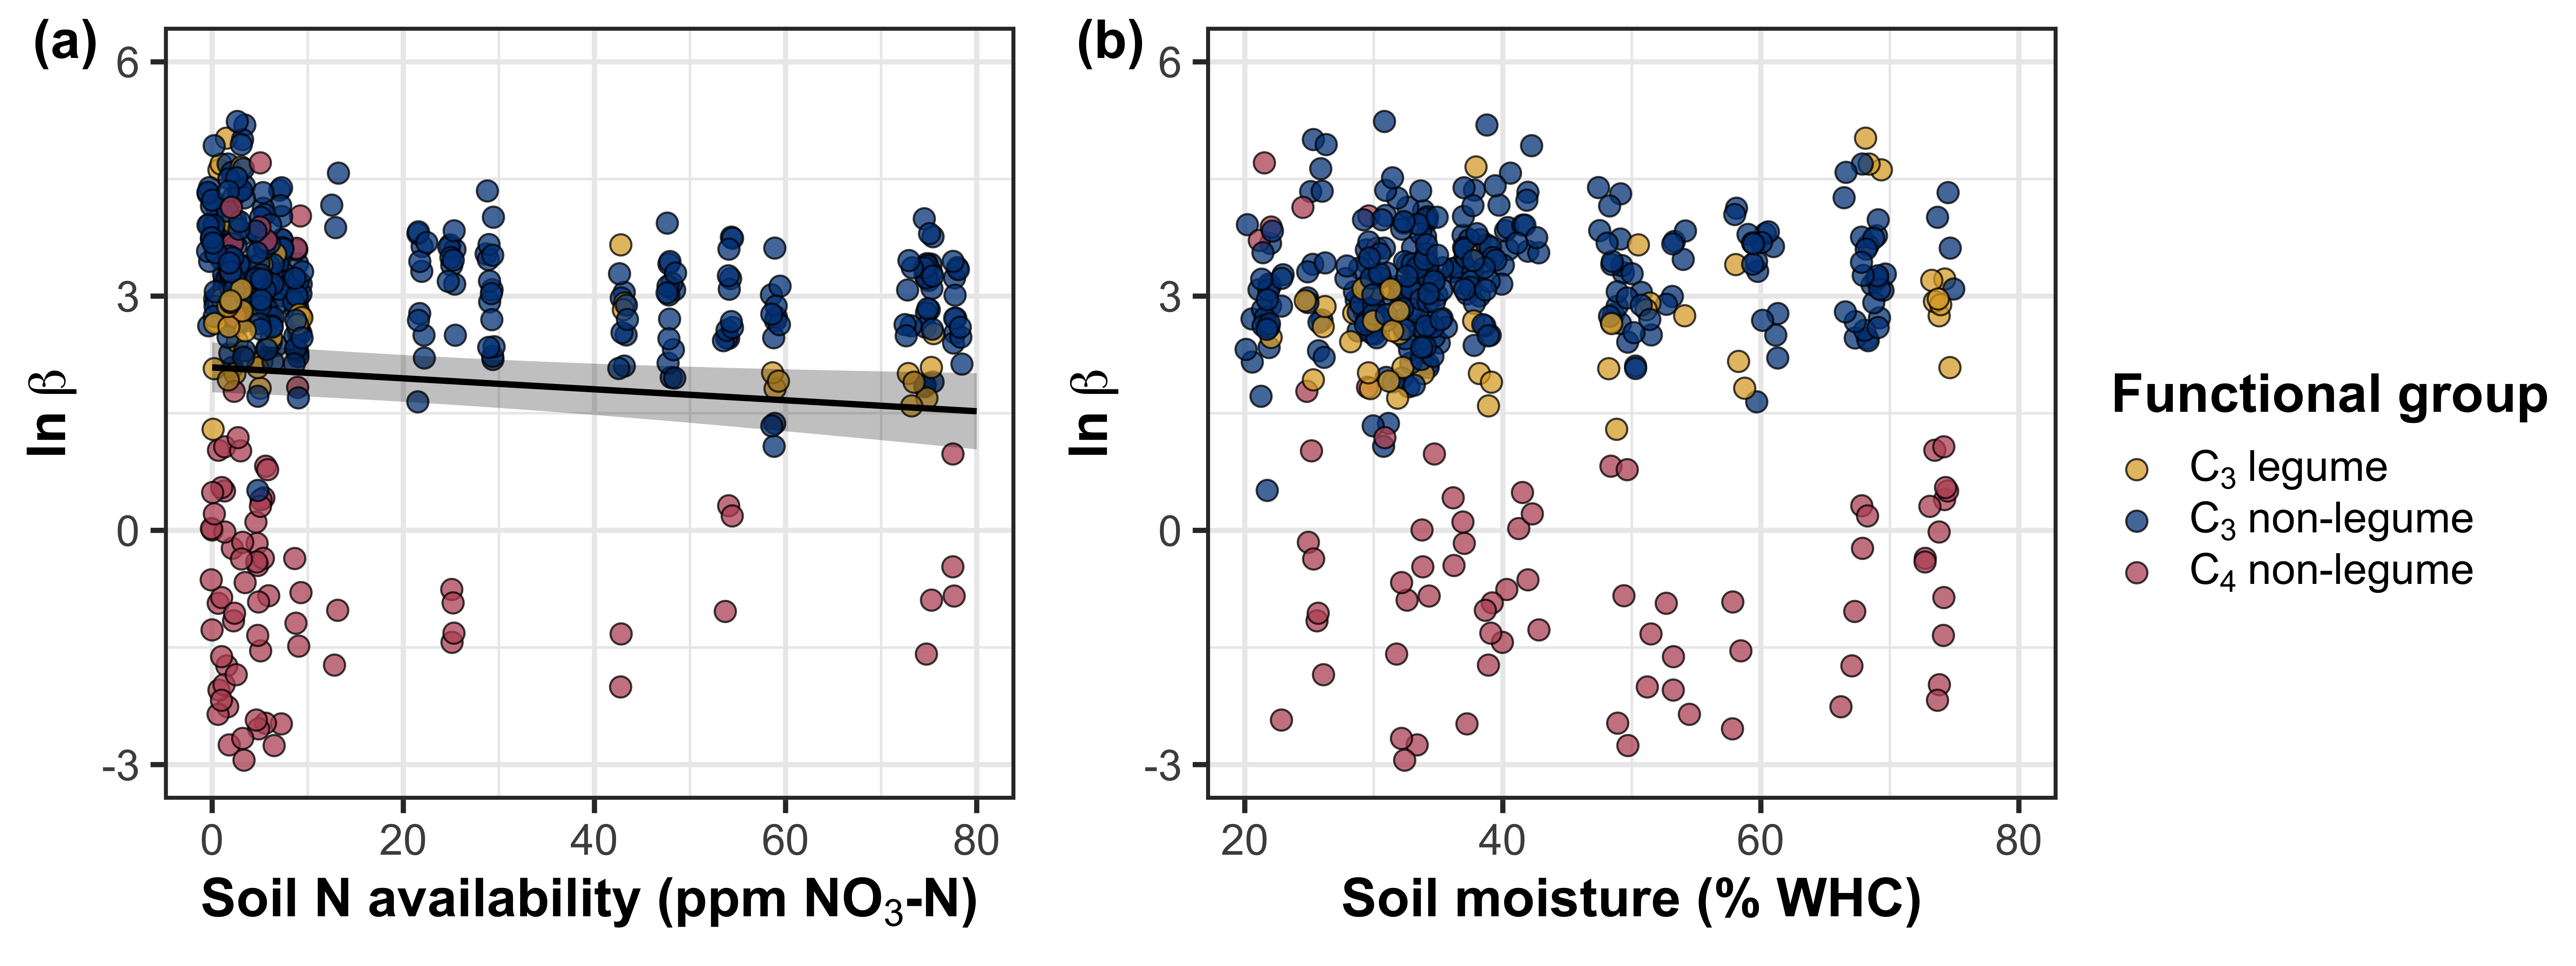 (a)
6
3
0
-3
ln β
0 20 40 60 80
Soil N availability (ppm NO₃-N)
(b)
6
3
0
-3
ln β
20 40 60 80
Soil moisture (% WHC)
Functional group
C₃ legume
C₃ non-legume
C₄ non-legume